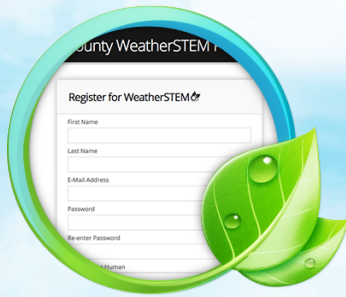 ounty WeatherSTEM
Register for WeatherSTEM
First Name
Last Name
E-Mail Address
Password
Re-enter Password
Human